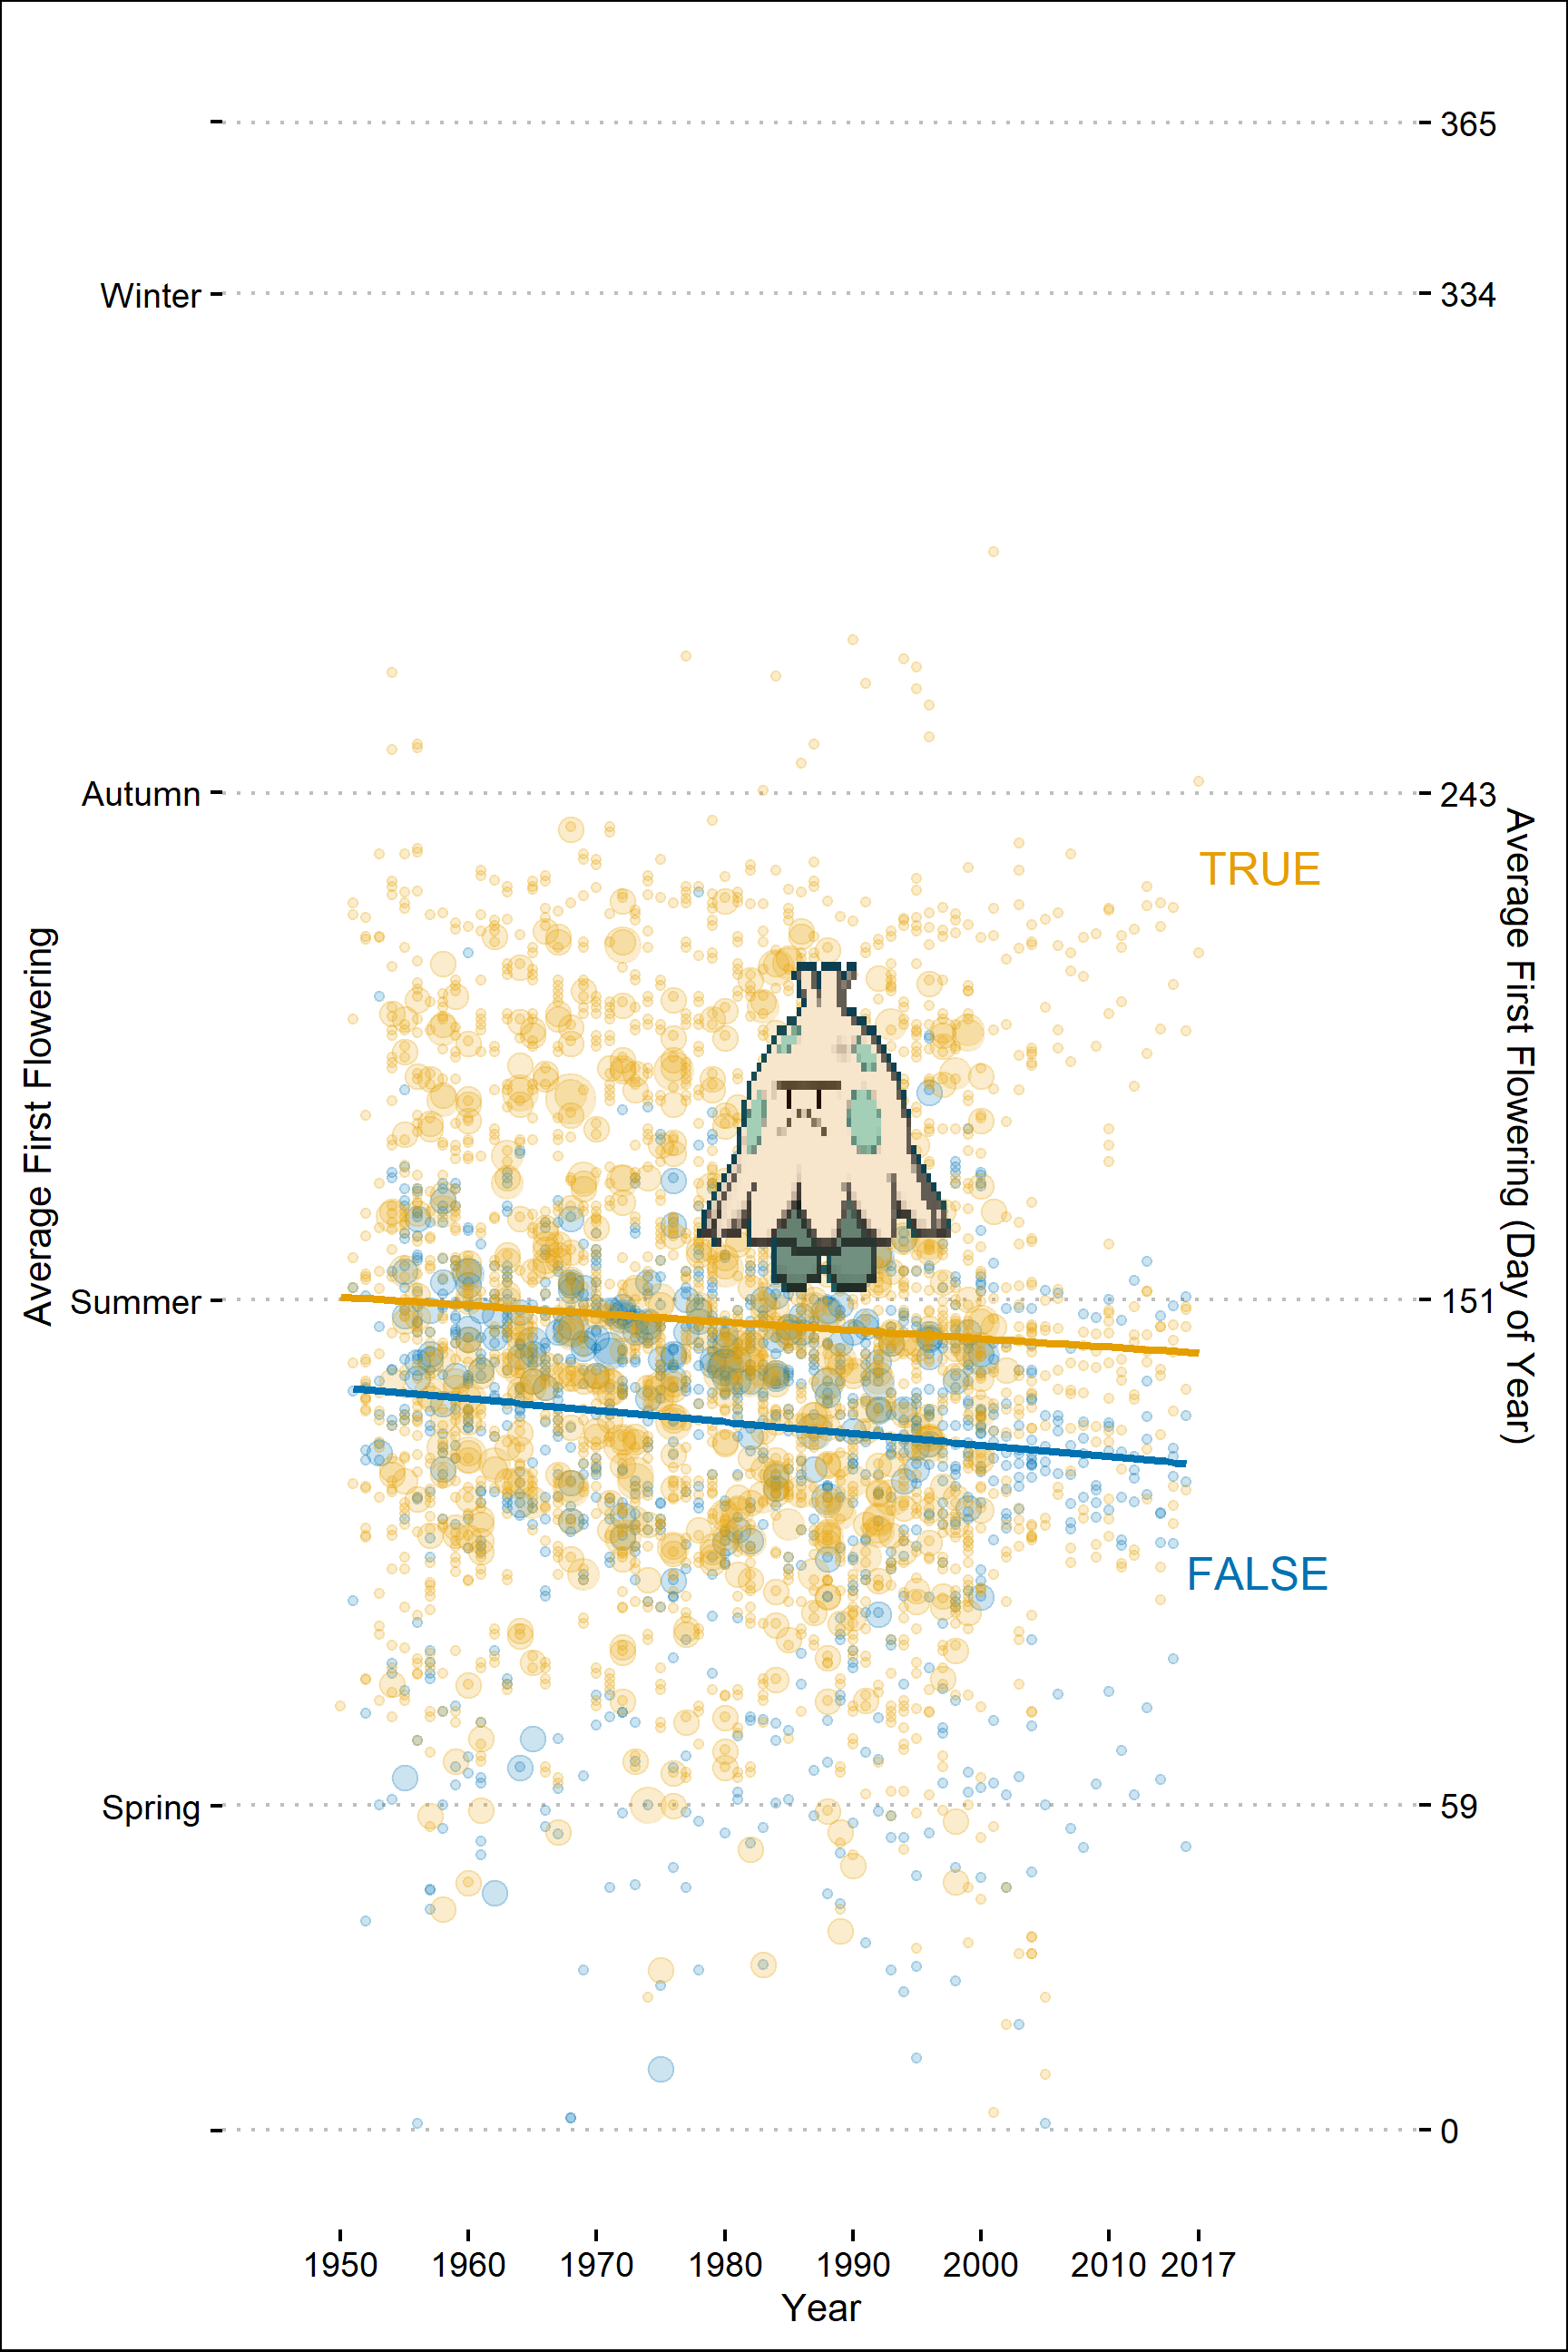 365
Winter
334
Autumn
243
TRUE
Average First Flowering
Average First Flowering (Day of Year)
Summer
151
FALSE
Spring
59
0
1950 1960 1970 1980 1990 2000 2010 2017
Year